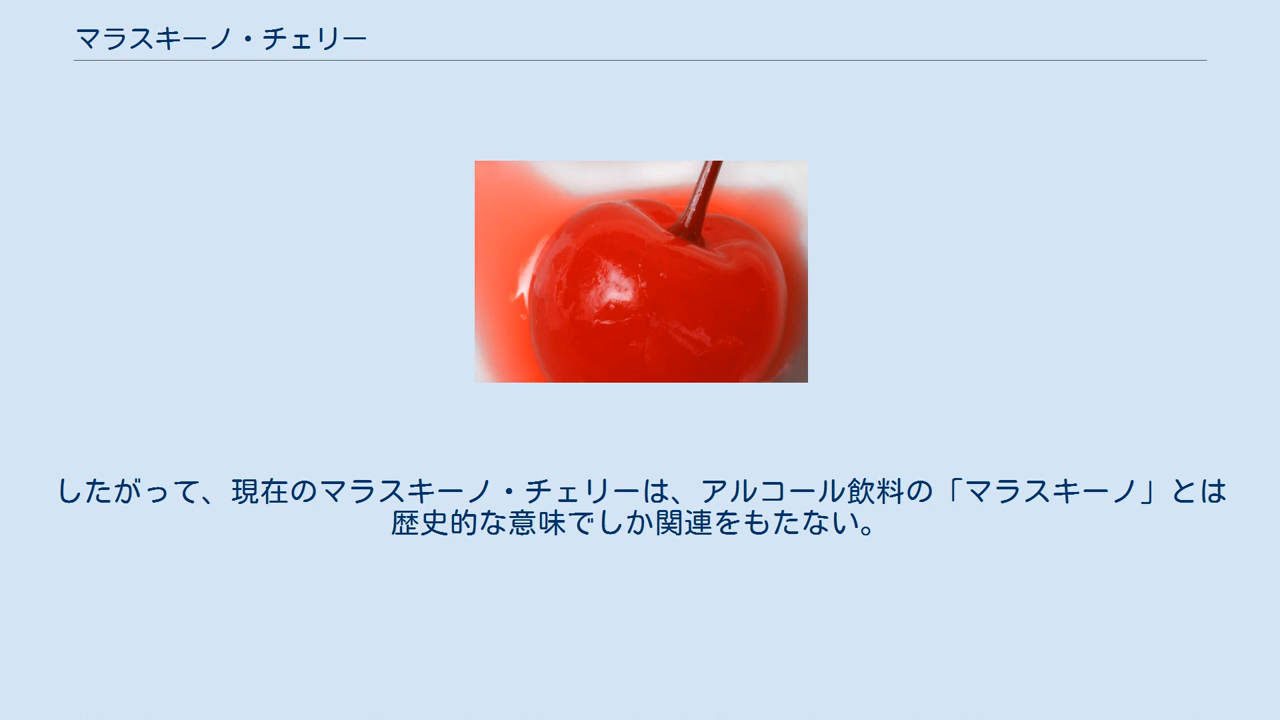 マラスキーノ・チェリー
したがって、現在のマラスキーノ・チェリーは、アルコール飲料の「マラスキーノ」とは
歴史的な意味でしか関連をもたない。